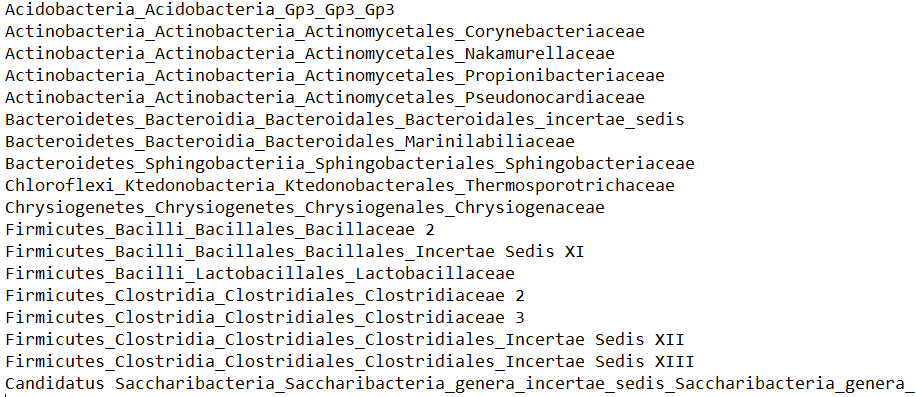 Acidobacteria_Acidobacteria_Gp3_Gp3_Gp3
Actinobacteria_Actinobacteria_Actinomycetales_Corynebacteriaceae
Actinobacteria_Actinobacteria_Actinomycetales_Nakamurellaceae
Actinobacteria_Actinobacteria_Actinomycetales_Propionibacteriaceae
Actinobacteria_Actinobacteria_Actinomycetales_Pseudonocardiaceae
Bacteroidetes_Bacteroidia_Bacteroidales_Bacteroidales_incertae_sedis
Bacteroidetes_Bacteroidia_Bacteroidales_Marinilabiliaceae
Bacteroidetes_Sphingobacteriia_Sphingobacteriales_Sphingobacteriaceae
Chloroflexi_Ktedonobacteria_Ktedonobacterales_Thermosporotrichaceae
Chrysiogenetes_Chrysiogenetes_Chrysiogenales_Chrysiogenaceae
Firmicutes_Bacilli_Bacillales_Bacillaceae 2
Firmicutes_Bacilli_Bacillales_Bacillales_Incertae Sedis XI
Firmicutes_Bacilli_Lactobacillales_Lactobacillaceae
Firmicutes_Clostridia_Clostridiales_Clostridiaceae 2
Firmicutes_Clostridia_Clostridiales_Clostridiaceae 3
Firmicutes_Clostridia_Clostridiales_Clostridiales_Incertae Sedis XII
Firmicutes_Clostridia_Clostridiales_Clostridiales_Incertae Sedis XIII
Candidatus Saccharibacteria_Saccharibacteria_genera_incertae_sedis_Saccharibacteria_genera_